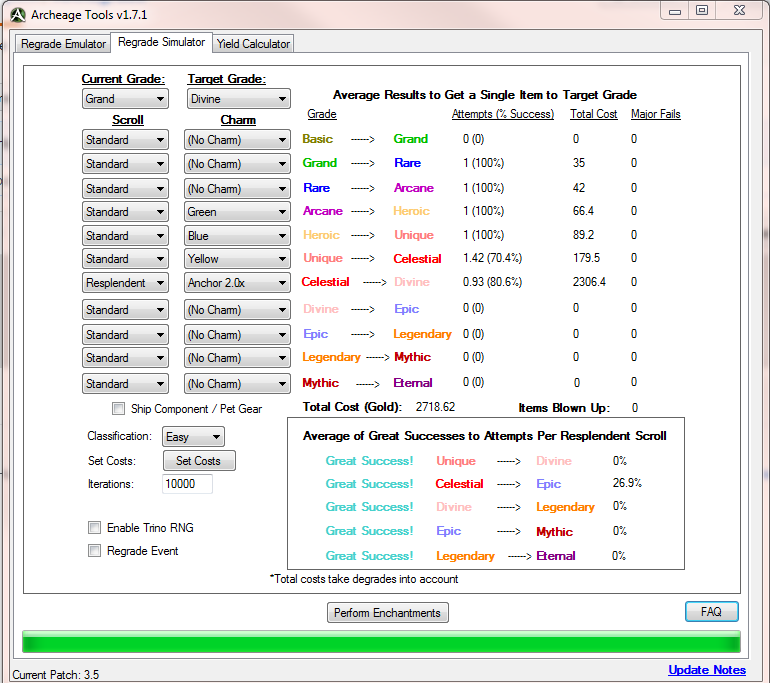 Archeage Tools v1.7.1
Regrade Emulator Regrade Simulator Yield Calculator
Current Grade: Target Grade:
Grand Divine
Average Results to Get a Single Item to Target Grade
Scroll Charm Grade Attempts (% Success) Total Cost Major Fails
Standard (No Charm) Basic -----> Grand 0 (0) 0 0
Standard (No Charm) Grand -----> Rare 1 (100%) 35 0
Standard (No Charm) Rare -----> Arcane 1 (100%) 42 0
Standard Green Arcane -----> Heroic 1 (100%) 66.4 0
Standard Blue Heroic -----> Unique 1 (100%) 89.2 0
Standard Yellow Unique -----> Celestial 1.42 (70.4%) 179.5 0
Resplendent Anchor 2.0x Celestial -----> Divine 0.93 (80.6%) 2306.4 0
Standard (No Charm) Divine -----> Epic 0 (0) 0 0
Standard (No Charm) Epic -----> Legendary 0 (0) 0 0
Standard (No Charm) Legendary -----> Mythic 0 (0) 0 0
Standard (No Charm) Mythic -----> Eternal 0 (0) 0 0
Ship Component / Pet Gear Total Cost (Gold): 2718.62 Items Blown Up: 0
Classification: Easy
Set Costs: Set Costs
Iterations: 10000
Enable Trino RNG
Regrade Event
Average of Great Successes to Attempts Per Resplendent Scroll
Great Success! Unique -----> Divine 0%
Great Success! Celestial -----> Epic 26.9%
Great Success! Divine -----> Legendary 0%
Great Success! Epic -----> Mythic 0%
Great Success! Legendary -----> Eternal 0%
*Total costs take degrades into account
Perform Enchantments FAQ
Current Patch: 3.5 Update Notes